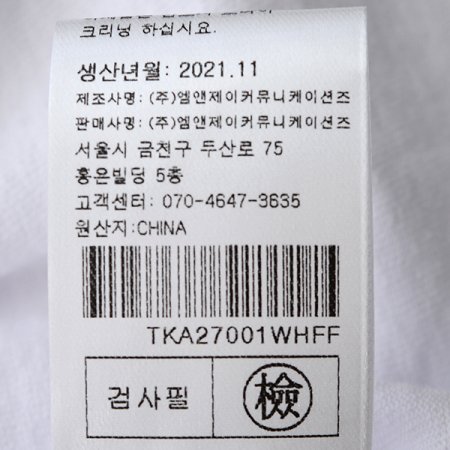 크리닝 하십시요.
생산년월: 2021.11
제조사명: (주)엠앤제이커뮤니케이션즈
판매사명: (주)엠앤제이커뮤니케이션즈
서울시 금천구 두산로 75
홍은빌딩 5층
고객센터: 070-4647-3635
원산지:CHINA
TKA27001WHFF
검사필 檢